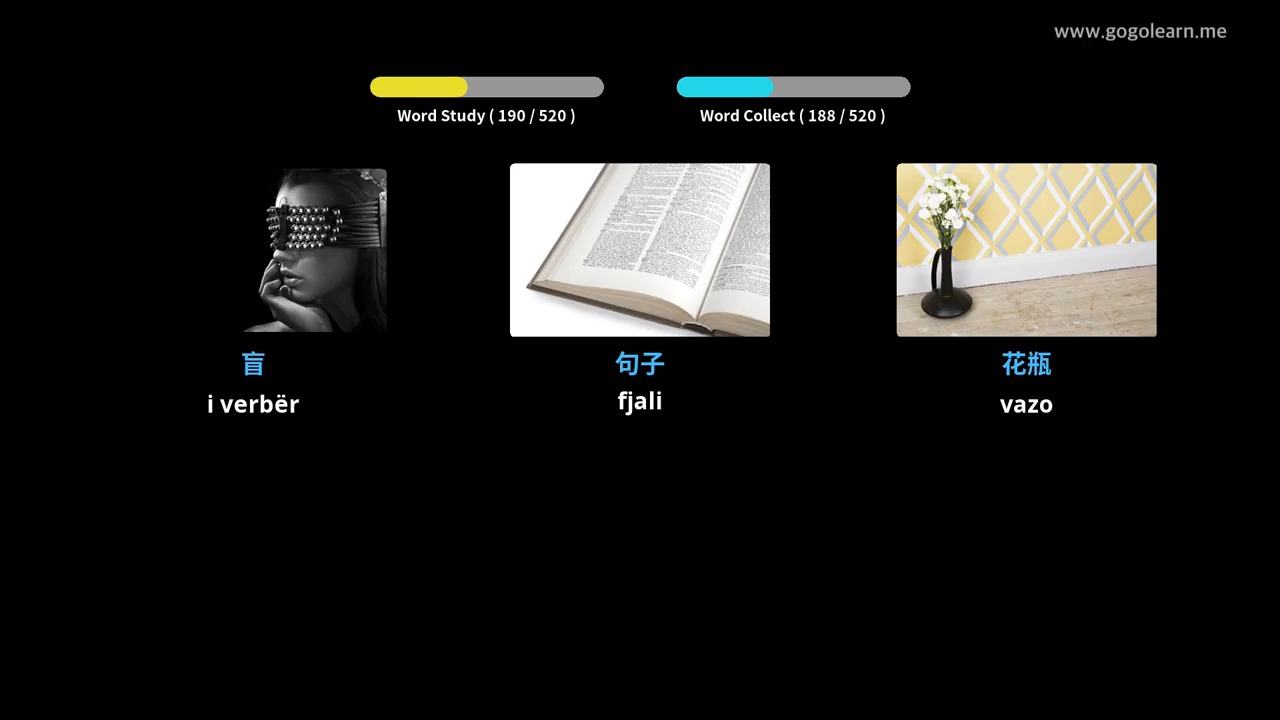 www.gogolearn.me
Word Study ( 190 / 520 )
Word Collect ( 188 / 520 )
盲
句子
花瓶
i verbër
fjali
vazo